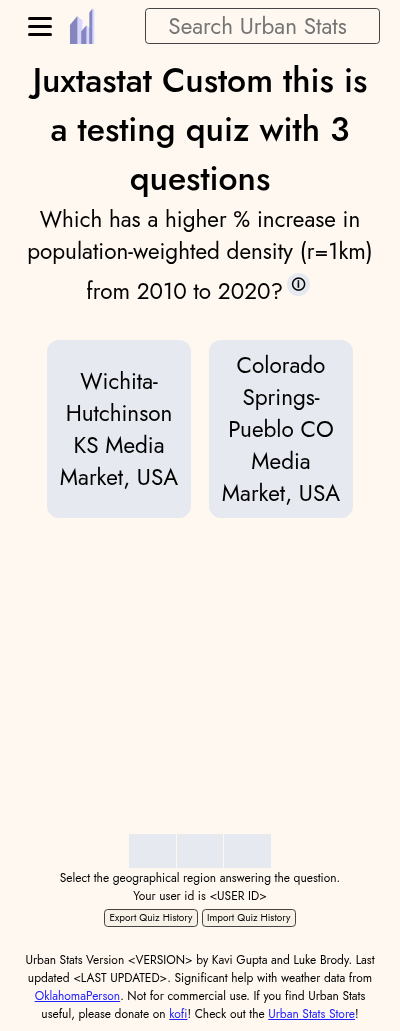 Search Urban Stats
Juxtastat Custom this is
a testing quiz with 3
questions
Which has a higher % increase in
population-weighted density (r=1km)
from 2010 to 2020?
Wichita-
Hutchinson
KS Media
Market, USA
Colorado
Springs-
Pueblo CO
Media
Market, USA
Select the geographical region answering the question.
Your user id is <USER ID>
Export Quiz History Import Quiz History
Urban Stats Version <VERSION> by Kavi Gupta and Luke Brody. Last
updated <LAST UPDATED>. Significant help with weather data from
OklahomaPerson. Not for commercial use. If you find Urban Stats
useful, please donate on kofi! Check out the Urban Stats Store!